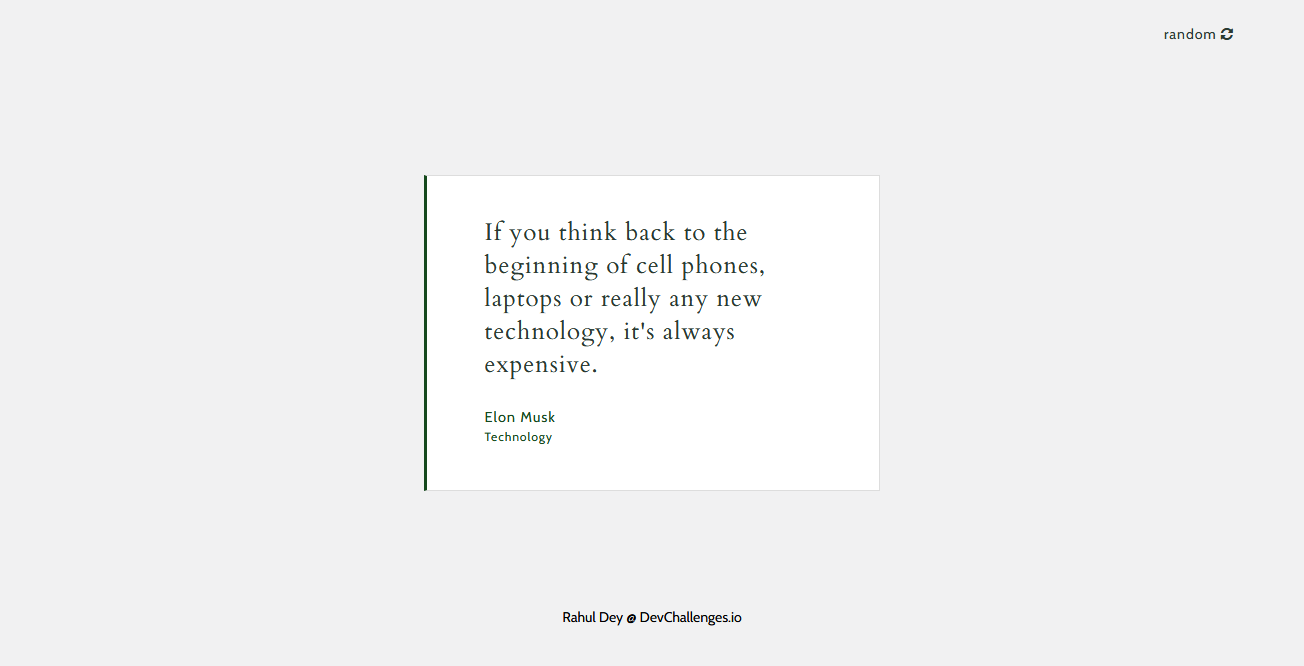 random
If you think back to the
beginning of cell phones,
laptops or really any new
technology, it's always
expensive.
Elon Musk
Technology
Rahul Dey @ DevChallenges.io